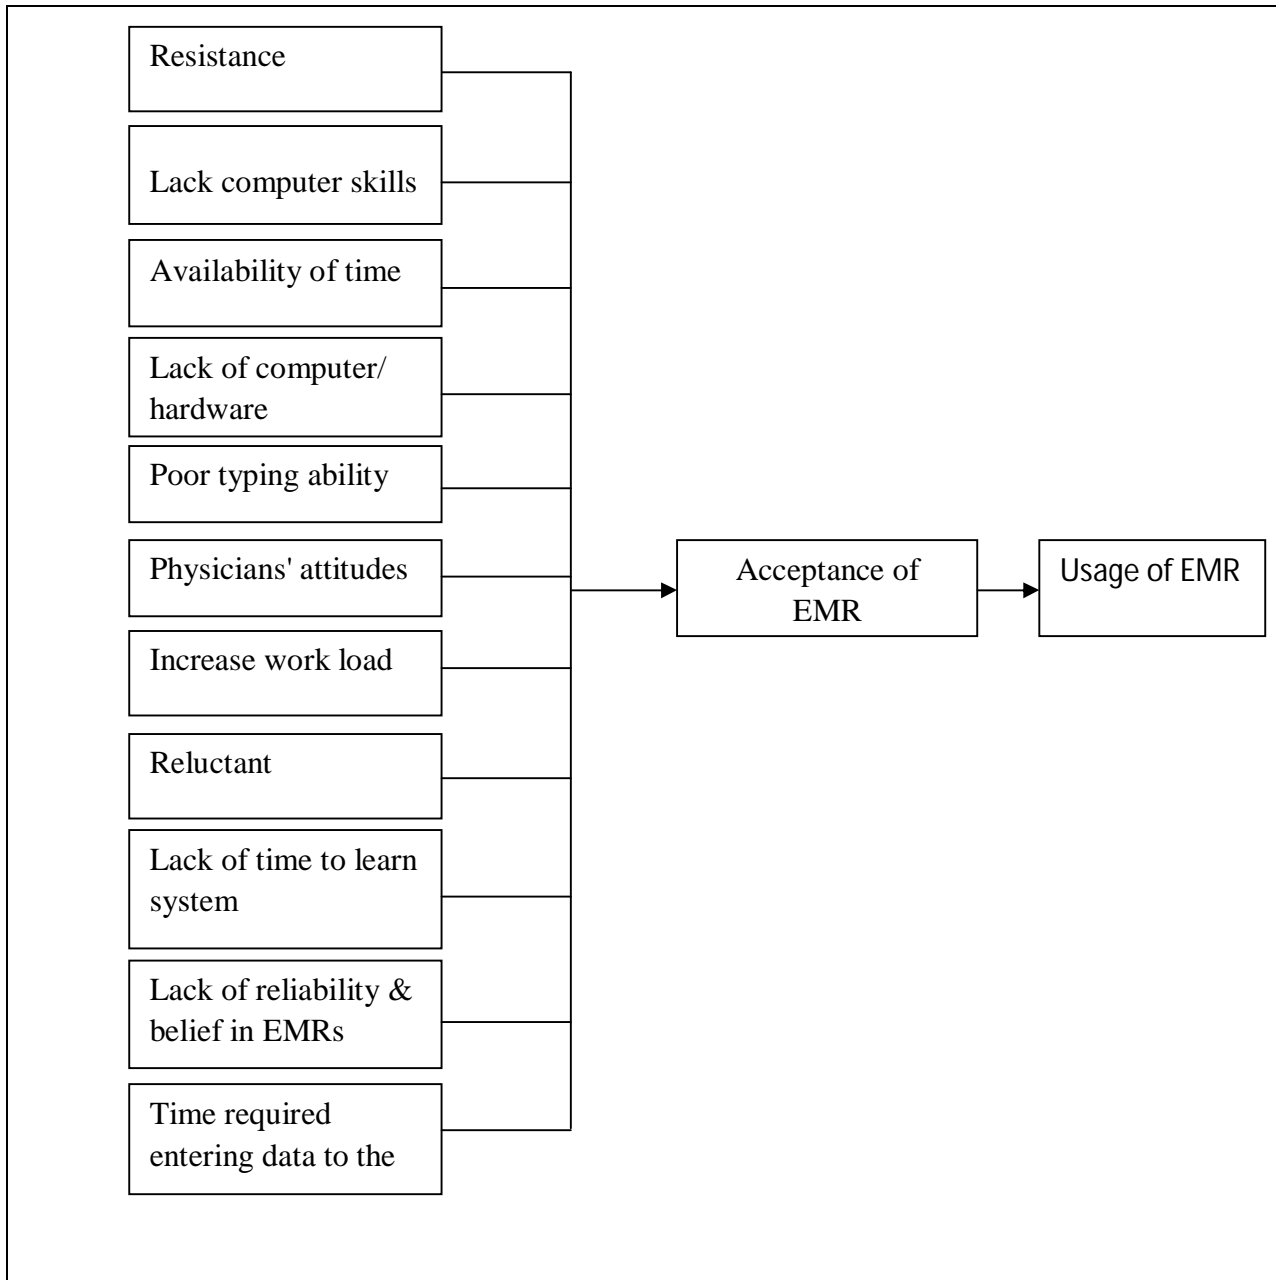 Resistance
Lack computer skills
Availability of time
Lack of computer/
hardware
Poor typing ability
Physicians' attitudes
Increase work load
Reluctant
Lack of time to learn
system
Lack of reliability &
belief in EMRs
Time required
entering data to the
Acceptance of
EMR
Usage of EMR